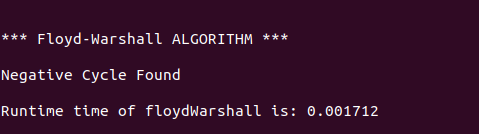 *** Floyd-Warshall ALGORITHM ***
Negative Cycle Found
Runtime time of floydWarshall is: 0.001712